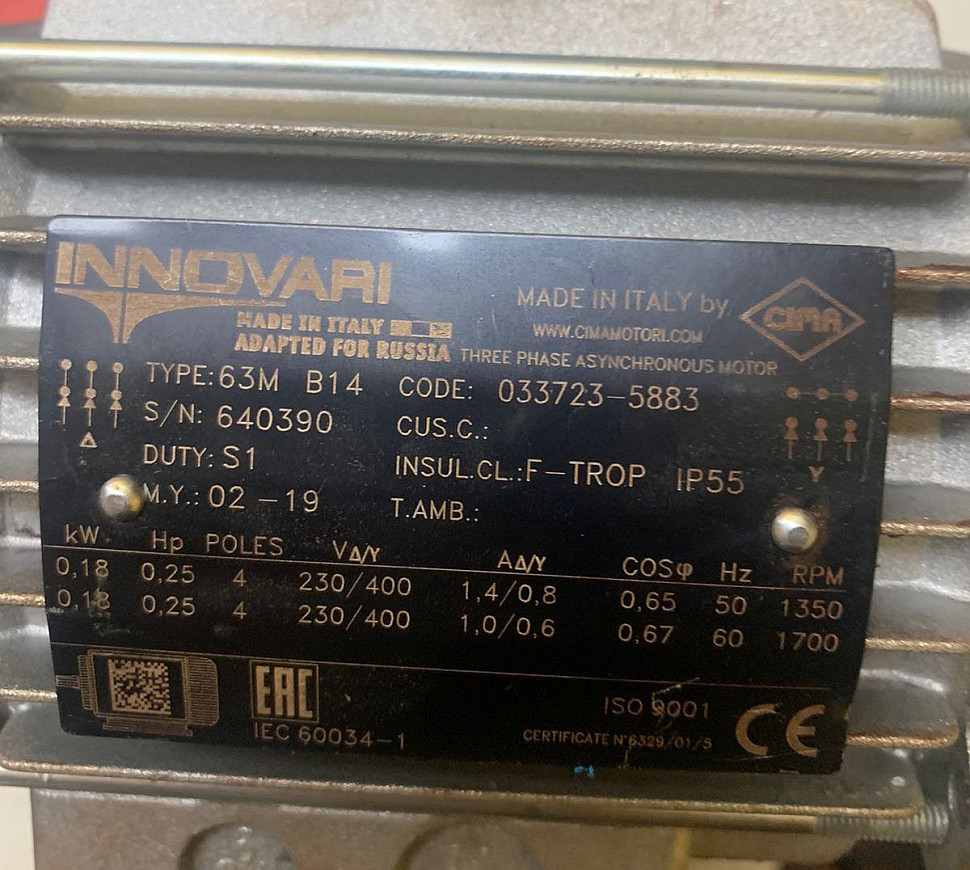 INNOVARI
MADE IN ITALY
ADAPTED FOR RUSSIA
MADE IN ITALY by CIMA
WWW.CIMAMOTORI.COM
THREE PHASE ASYNCHRONOUS MOTOR
TYPE: 63M B14 CODE: 033723-5883
S/N: 640390 CUS.C.:
DUTY: S1 INSUL.CL.: F-TROP IP55
M.Y.: 02 -19 T.AMB.:
Δ Y
kW Hp POLES VΔ/Y AΔ/Y COSφ Hz RPM
0,18 0,25 4 230/400 1,4/0,8 0,65 50 1350
0,18 0,25 4 230/400 1,0/0,6 0,67 60 1700
EAC
IEC 60034-1
ISO 9001
CERTIFICATE N°6329/01/5
CE